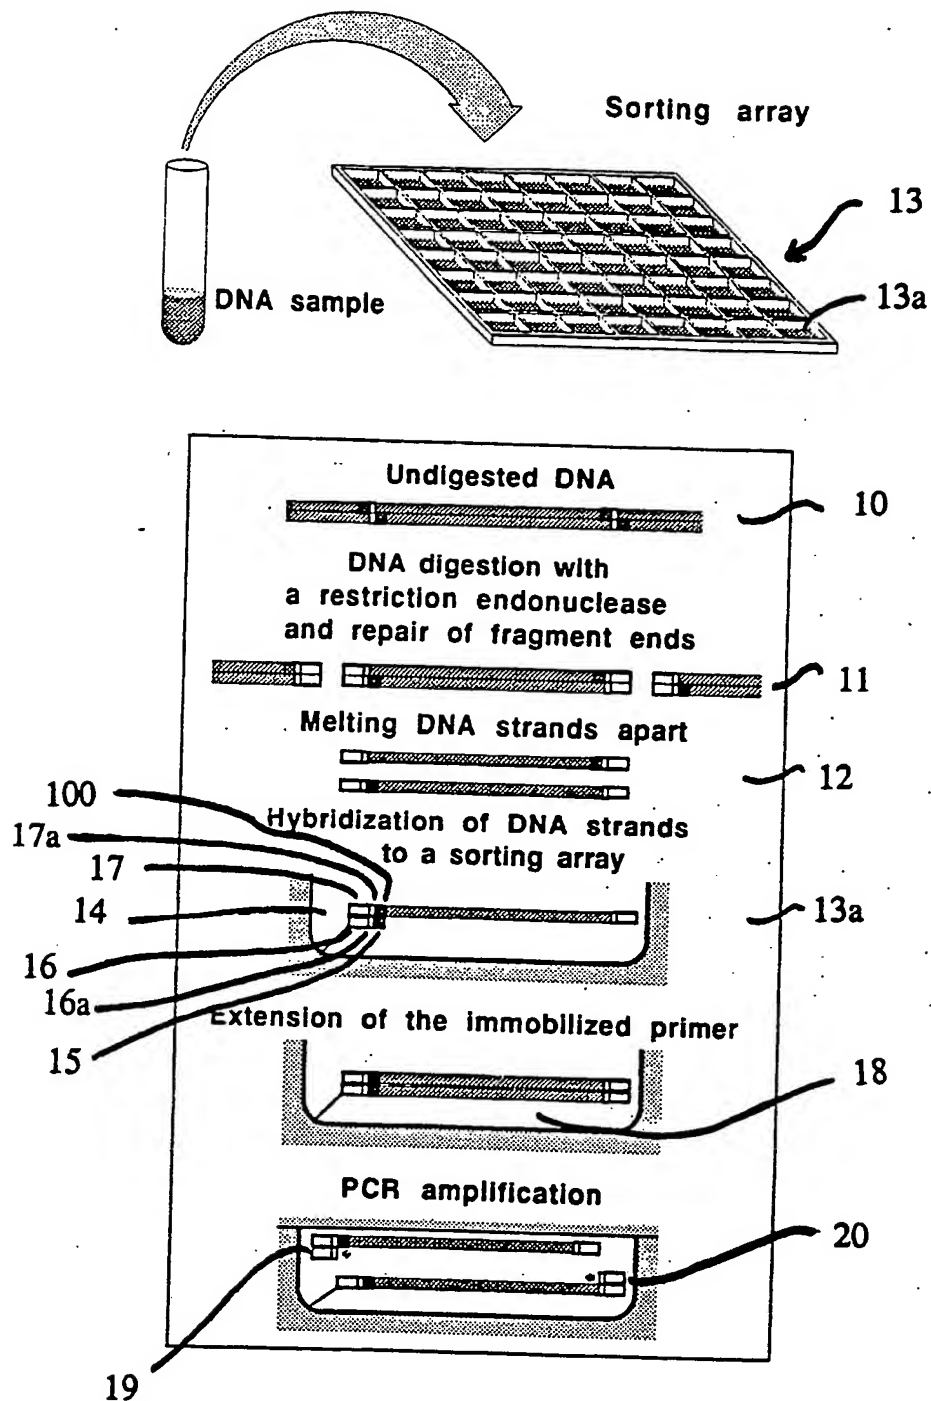 Sorting array
13
DNA sample
13a
Undigested DNA
10
DNA digestion with
a restriction endonuclease
and repair of fragment ends
11
Melting DNA strands apart
12
100
Hybridization of DNA strands
to a sorting array
17a
17
14
13a
16
16a
15
Extension of the immobilized primer
18
PCR amplification
20
19